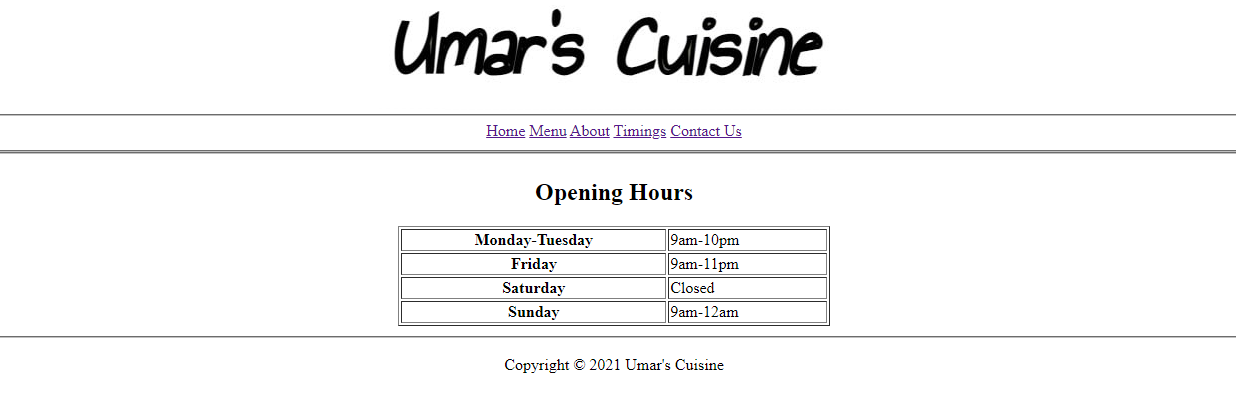 Umar's Cuisine
Home Menu About Timings Contact Us
Opening Hours
Monday-Tuesday 9am-10pm
Friday 9am-11pm
Saturday Closed
Sunday 9am-12am
Copyright © 2021 Umar's Cuisine